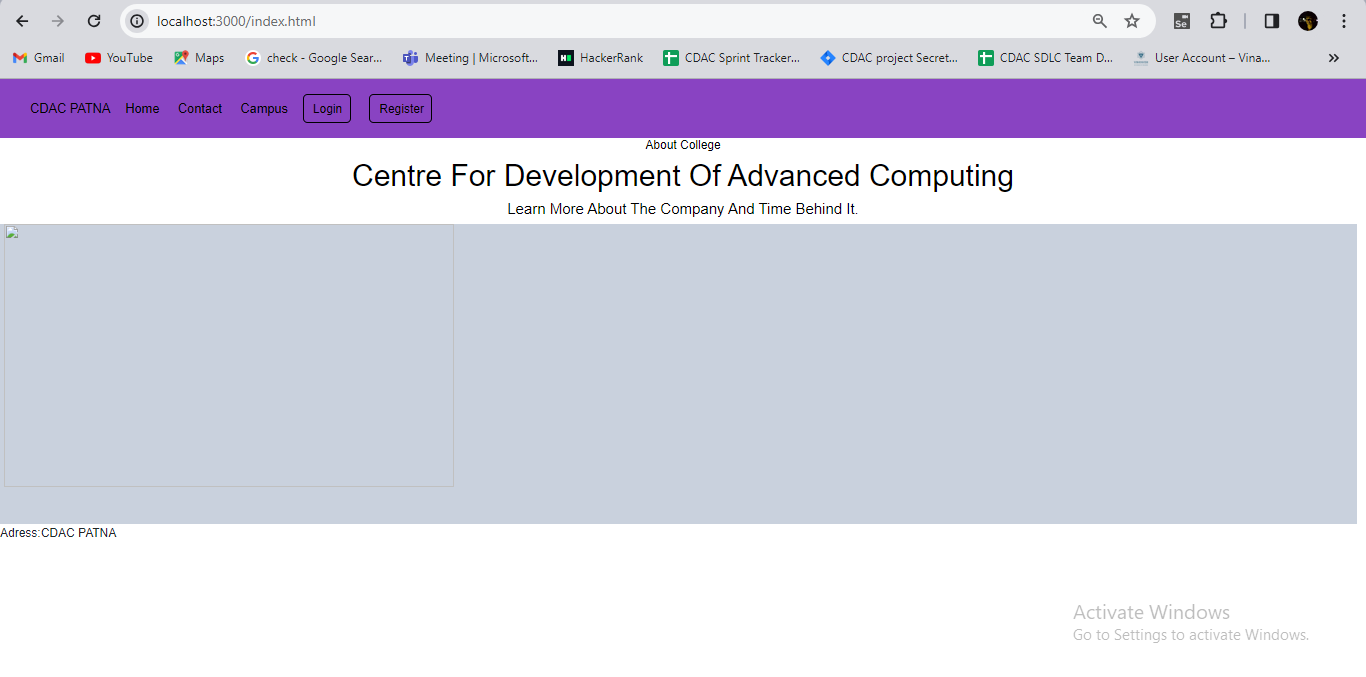 localhost:3000/index.html
Gmail YouTube Maps check - Google Sear... Meeting | Microsoft... HackerRank CDAC Sprint Tracker... CDAC project Secret... CDAC SDLC Team D... User Account – Vina...
CDAC PATNA Home Contact Campus Login Register
About College
Centre For Development Of Advanced Computing
Learn More About The Company And Time Behind It.
Adress:CDAC PATNA
Activate Windows
Go to Settings to activate Windows.